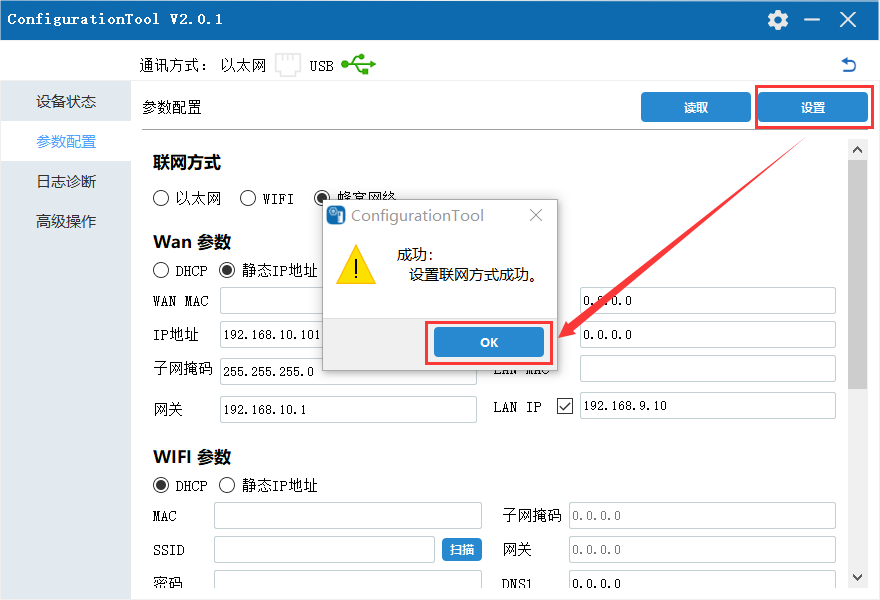 ConfigurationTool V2.0.1
通讯方式： 以太网 USB
设备状态
参数配置
日志诊断
高级操作
参数配置 读取 设置
联网方式
以太网 WIFI 蜂窝网络
Wan 参数
DHCP 静态IP地址
WAN MAC
0.0.0.0
IP地址 192.168.10.101
0.0.0.0
子网掩码 255.255.255.0 LAN MAC
网关 192.168.10.1 LAN IP 192.168.9.10
ConfigurationTool
成功：
设置联网方式成功。
OK
WIFI 参数
DHCP 静态IP地址
MAC 子网掩码 0.0.0.0
SSID 扫描 网关 0.0.0.0
密码 DNS1 0.0.0.0